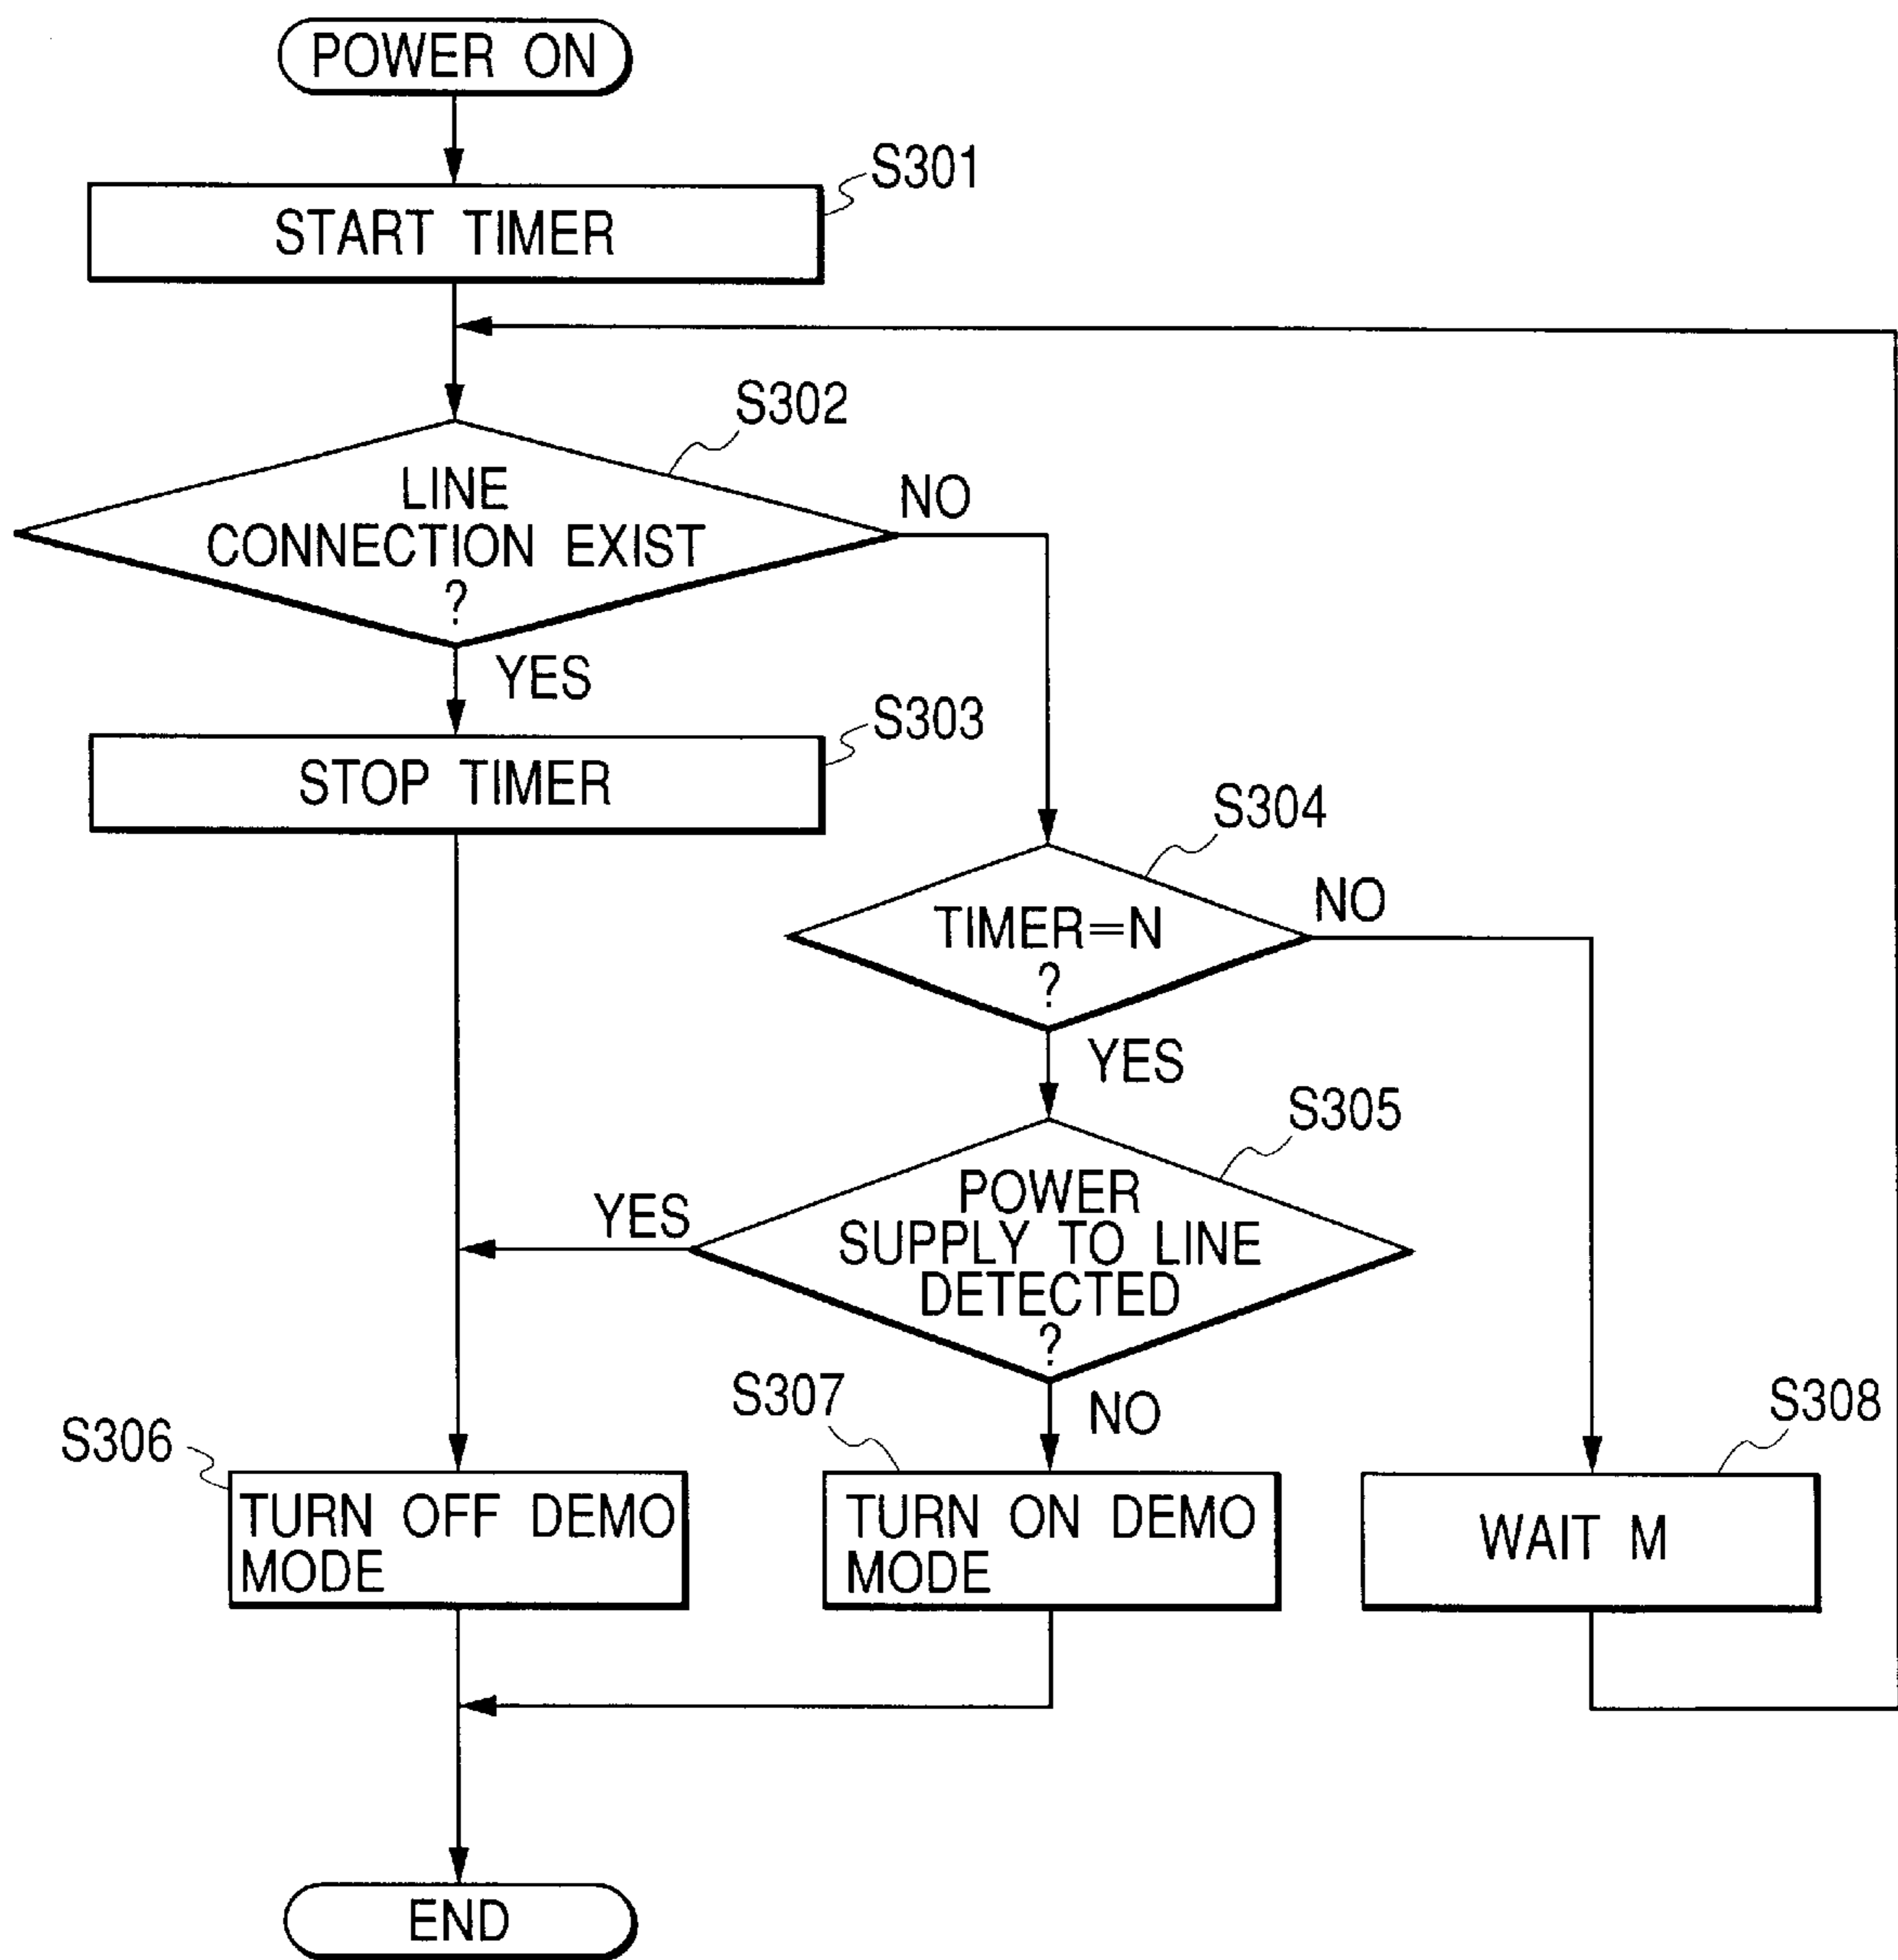 POWER ON
S301
START TIMER
S302
LINE
CONNECTION EXIST
?
NO
YES
S303
STOP TIMER
S304
TIMER=N
?
NO
YES
S305
POWER
SUPPLY TO LINE
DETECTED
?
YES
NO
S306
TURN OFF DEMO
MODE
S307
TURN ON DEMO
MODE
S308
WAIT M
END